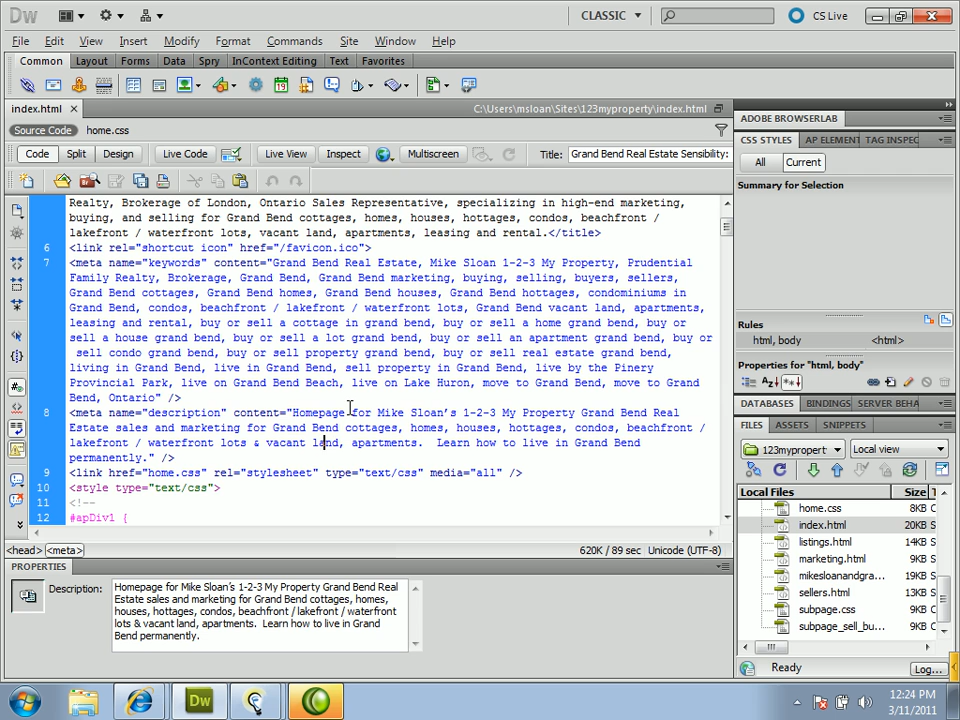 Dw
CLASSIC
CS Live
File Edit View Insert Modify Format Commands Site Window Help
Common Layout Forms Data Spry InContext Editing Text Favorites
index.html
C:\Users\msloan\Sites\123myproperty\index.html
Source Code home.css
Code Split Design Live Code Live View Inspect Multiscreen Title: Grand Bend Real Estate Sensibility:
Realty, Brokerage of London, Ontario Sales Representative, specializing in high-end marketing,
buying, and selling for Grand Bend cottages, homes, houses, hottages, condos, beachfront /
lakefront / waterfront lots, vacant land, apartments, leasing and rental.</title>
6 <link rel="shortcut icon" href="/favicon.ico">
7 <meta name="keywords" content="Grand Bend Real Estate, Mike Sloan 1-2-3 My Property, Prudential
Family Realty, Brokerage, Grand Bend, Grand Bend marketing, buying, selling, buyers, sellers,
Grand Bend cottages, Grand Bend homes, Grand Bend houses, Grand Bend hottages, condominiums in
Grand Bend, condos, beachfront / lakefront / waterfront lots, Grand Bend vacant land, apartments,
leasing and rental, buy or sell a cottage in grand bend, buy or sell a home grand bend, buy or
sell a house grand bend, buy or sell a lot grand bend, buy or sell an apartment grand bend, buy or
sell condo grand bend, buy or sell property grand bend, buy or sell real estate grand bend,
living in Grand Bend, live in Grand Bend, sell property in Grand Bend, live by the Pinery
Provincial Park, live on Grand Bend Beach, live on Lake Huron, move to Grand Bend, move to Grand
Bend, Ontario" />
8 <meta name="description" content="Homepage for Mike Sloan's 1-2-3 My Property Grand Bend Real
Estate sales and marketing for Grand Bend cottages, homes, houses, hottages, condos, beachfront /
lakefront / waterfront lots & vacant land, apartments.  Learn how to live in Grand Bend
permanently." />
9 <link href="home.css" rel="stylesheet" type="text/css" media="all" />
10 <style type="text/css">
11 <!--
12 #apDiv1 {
<head> <meta>
620K / 89 sec Unicode (UTF-8)
PROPERTIES
Description: Homepage for Mike Sloan's 1-2-3 My Property Grand Bend Real
Estate sales and marketing for Grand Bend cottages, homes,
houses, hottages, condos, beachfront / lakefront / waterfront
lots & vacant land, apartments.  Learn how to live in Grand
Bend permanently.
ADOBE BROWSERLAB
CSS STYLES AP ELEMENT TAG INSPEC
All Current
Summary for Selection
Rules
html, body <html>
Properties for "html, body"
DATABASES BINDINGS SERVER BEHA
FILES ASSETS SNIPPETS
123mypropert Local view
Local Files Size
home.css 8KB
index.html 20KB
listings.html 14KB
marketing.html 9KB
mikesloanandgra... 19KB
sellers.html 13KB
subpage.css 9KB
subpage_sell_bu... 9KB
Ready
Log...
Dw
12:24 PM
3/11/2011